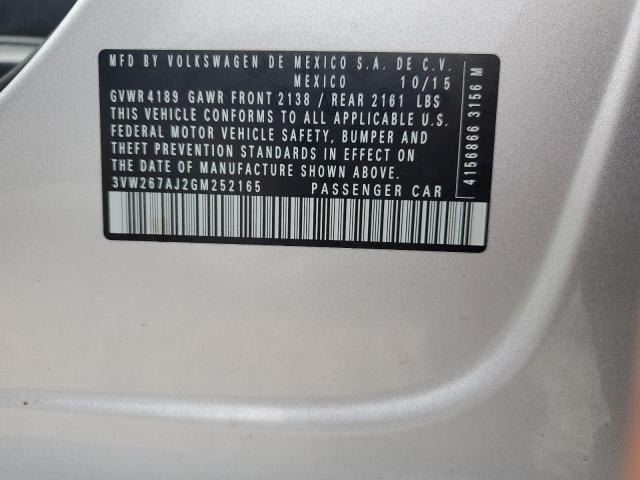 MFD BY VOLKSWAGEN DE MEXICO S.A. DE C.V.
MEXICO 10/15
GVWR 4189 GAWR FRONT 2138 / REAR 2161 LBS
THIS VEHICLE CONFORMS TO ALL APPLICABLE U.S.
FEDERAL MOTOR VEHICLE SAFETY, BUMPER AND
THEFT PREVENTION STANDARDS IN EFFECT ON
THE DATE OF MANUFACTURE SHOWN ABOVE.
3VW267AJ2GM252165 PASSENGER CAR
4156866 3156 M